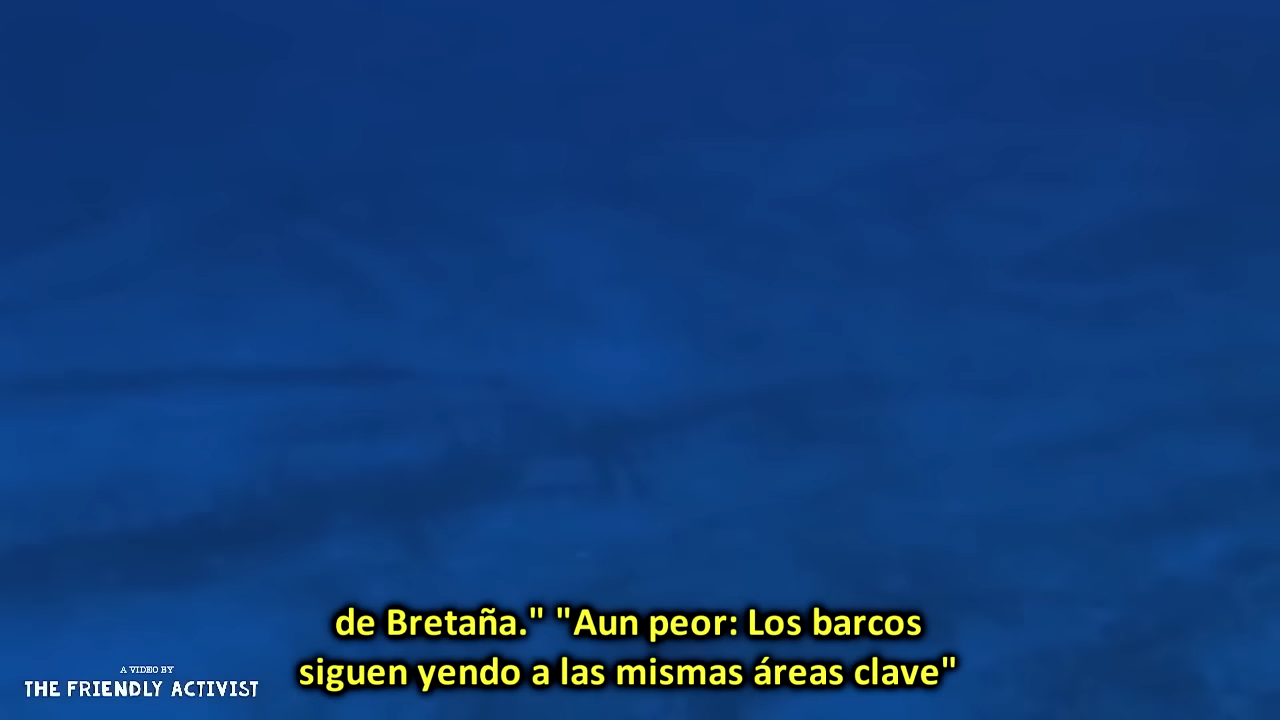 de Bretaña." "Aun peor: Los barcos
siguen yendo a las mismas áreas clave"
A VIDEO BY
THE FRIENDLY ACTIVIST